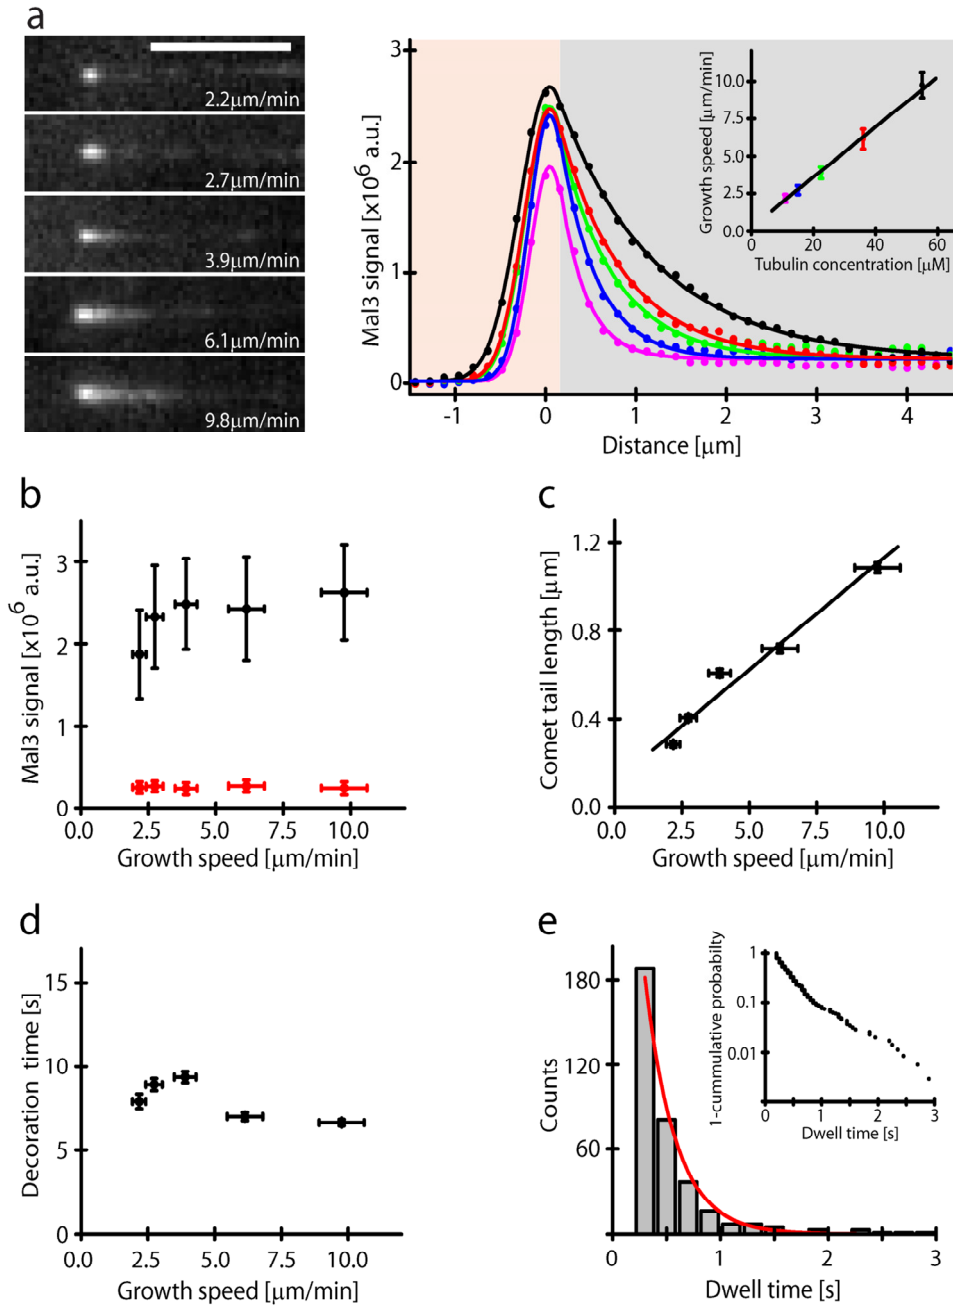 a
2.2μm/min
2.7μm/min
3.9μm/min
6.1μm/min
9.8μm/min
Mal3 signal [x10⁶ a.u.]
3
2
1
0
-1 0 1 2 3 4
Distance [μm]
Growth speed [μm/min]
10.0
7.5
5.0
2.5
0.0
0 20 40 60
Tubulin concentration [μM]
b
Mal3 signal [x10⁶ a.u.]
3
2
1
0
0.0 2.5 5.0 7.5 10.0
Growth speed [μm/min]
c
Comet tail length [μm]
1.2
0.8
0.4
0.0
0.0 2.5 5.0 7.5 10.0
Growth speed [μm/min]
d
Decoration time [s]
15
10
5
0
0.0 2.5 5.0 7.5 10.0
Growth speed [μm/min]
e
Counts
180
120
60
0
0 1 2 3
Dwell time [s]
1-cummulative probabilty
1
0.1
0.01
0 1 2 3
Dwell time [s]